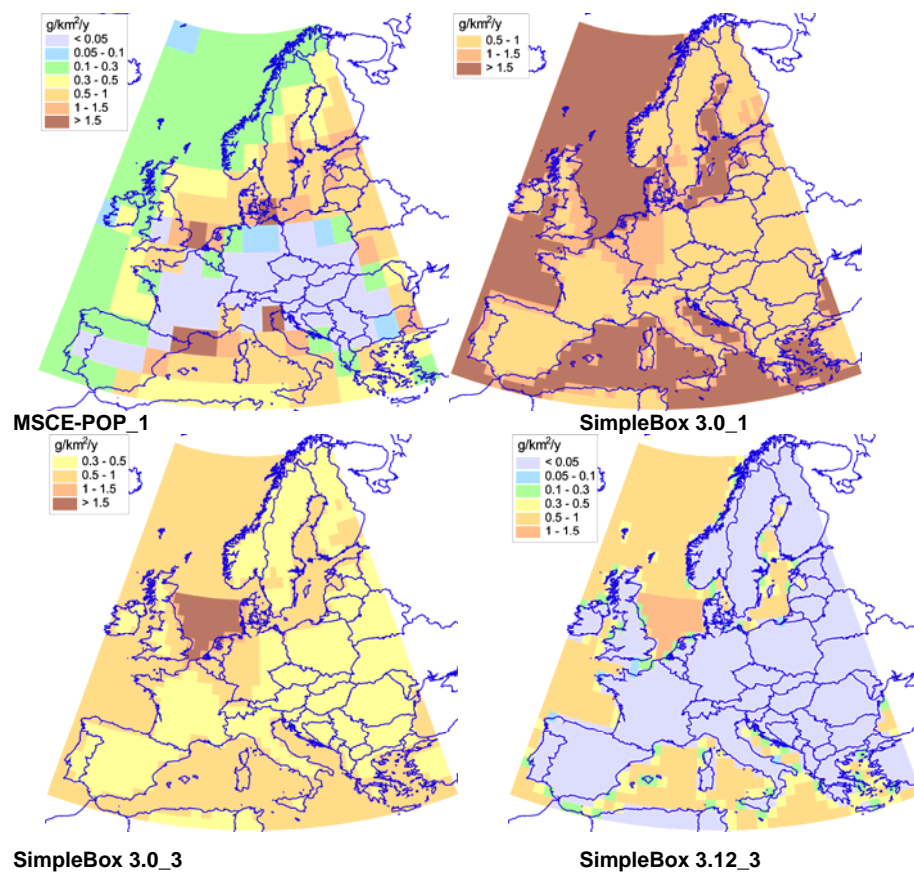 g/km²/y
< 0.05
0.05 - 0.1
0.1 - 0.3
0.3 - 0.5
0.5 - 1
1 - 1.5
> 1.5
MSCE-POP_1
g/km²/y
0.5 - 1
1 - 1.5
> 1.5
SimpleBox 3.0_1
g/km²/y
0.3 - 0.5
0.5 - 1
1 - 1.5
> 1.5
SimpleBox 3.0_3
g/km²/y
< 0.05
0.05 - 0.1
0.1 - 0.3
0.3 - 0.5
0.5 - 1
1 - 1.5
SimpleBox 3.12_3